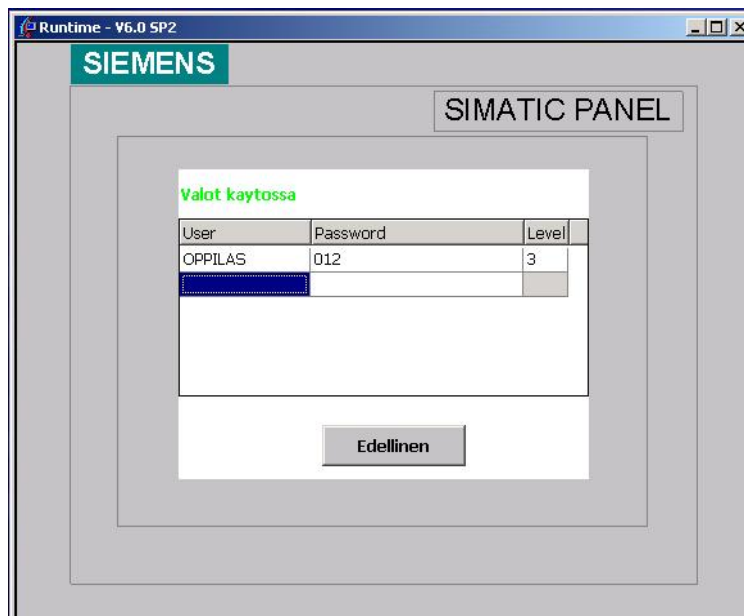 Runtime - V6.0 SP2
SIEMENS
SIMATIC PANEL
Valot kaytossa
User Password Level
OPPILAS 012 3
Edellinen